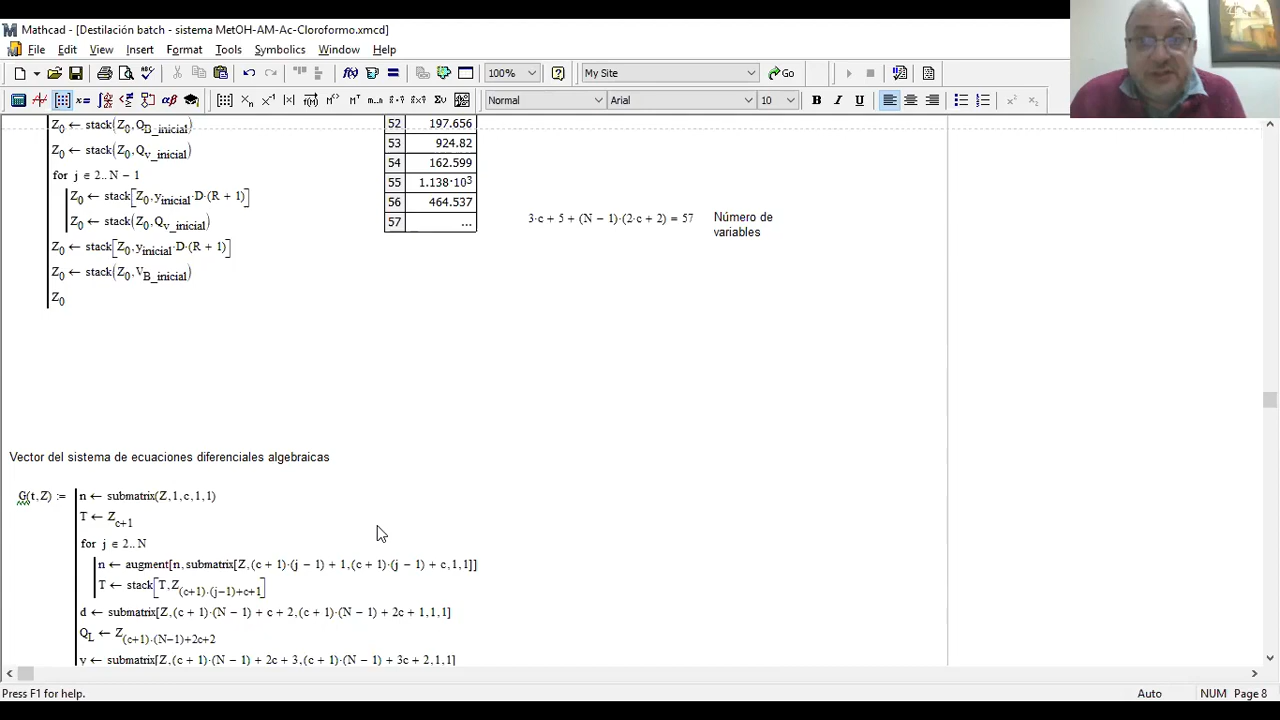 Mathcad - [Destilación batch - sistema MetOH-AM-Ac-Cloroformo.xmcd]
File Edit View Insert Format Tools Symbolics Window Help
100% My Site Go
Normal Arial 10 B I U
Z0 ← stack(Z0,QB_inicial)
Z0 ← stack(Z0,Qv_inicial)
for j ∈ 2..N − 1
Z0 ← stack[Z0,yinicial·D·(R + 1)]
Z0 ← stack(Z0,Qv_inicial)
Z0 ← stack[Z0,yinicial·D·(R + 1)]
Z0 ← stack(Z0,VB_inicial)
Z0
52 197.656
53 924.82
54 162.599
55 1.138·10^3
56 464.537
57 ...
3·c + 5 + (N − 1)·(2·c + 2) = 57
Número de
variables
Vector del sistema de ecuaciones diferenciales algebraicas
G(t,Z) := n ← submatrix(Z,1,c,1,1)
T ← Zc+1
for j ∈ 2..N
n ← augment[n,submatrix[Z,(c + 1)·(j − 1) + 1,(c + 1)·(j − 1) + c,1,1]]
T ← stack[T,Z(c+1)·(j−1)+c+1]
d ← submatrix[Z,(c + 1)·(N − 1) + c + 2,(c + 1)·(N − 1) + 2c + 1,1,1]
QL ← Z(c+1)·(N−1)+2c+2
y ← submatrix[Z,(c + 1)·(N − 1) + 2c + 3,(c + 1)·(N − 1) + 3c + 2,1,1]
Press F1 for help.
Auto NUM Page 8